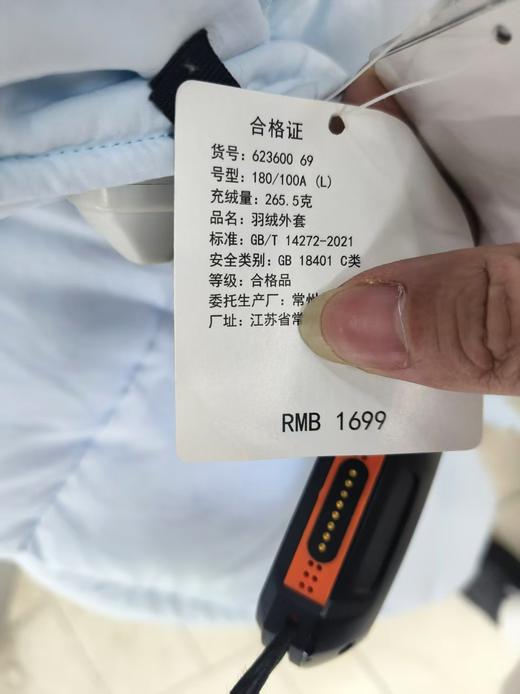 合格证
货号: 623600 69
号型: 180/100A (L)
充绒量: 265.5克
品名: 羽绒外套
标准: GB/T 14272-2021
安全类别: GB 18401 C类
等级: 合格品
委托生产厂: 常州
厂址: 江苏省常
RMB 1699